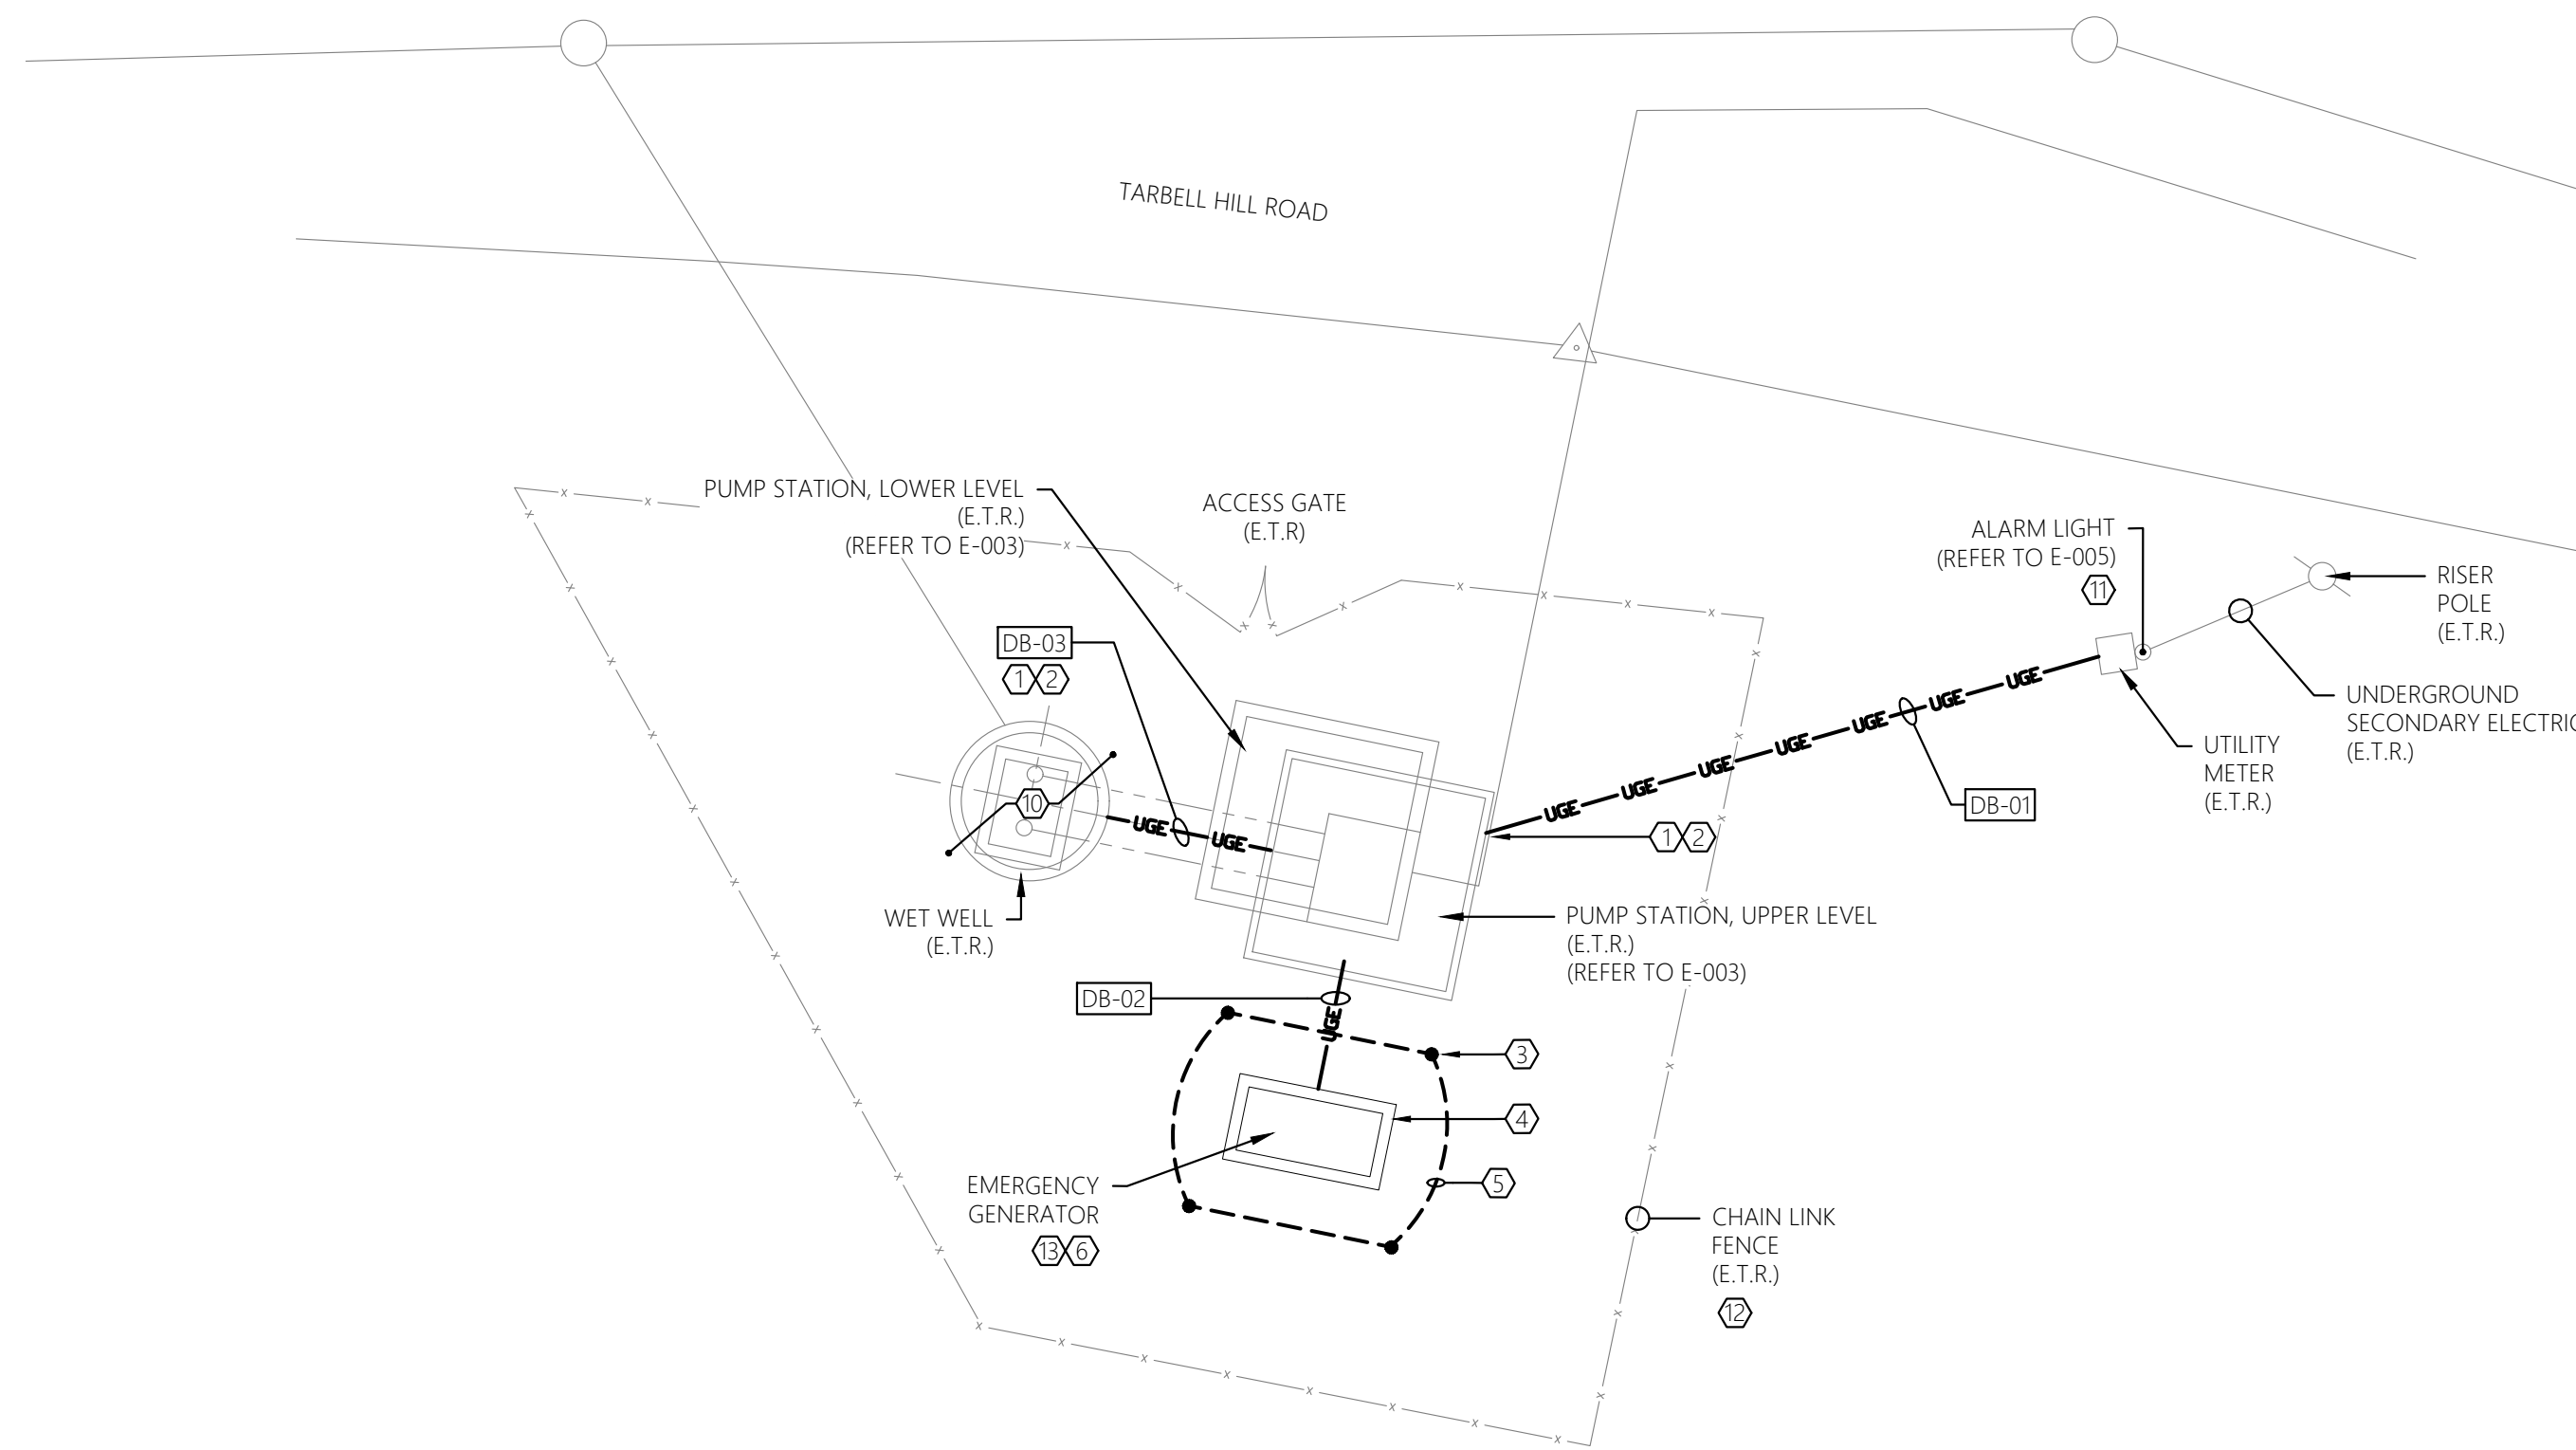 TARBELL HILL ROAD
PUMP STATION, LOWER LEVEL
(E.T.R.)
(REFER TO E-003)
ACCESS GATE
(E.T.R)
ALARM LIGHT
(REFER TO E-005)
11
RISER
POLE
(E.T.R.)
DB-03
1 2
UNDERGROUND
SECONDARY ELECTRIC
(E.T.R.)
UTILITY
METER
(E.T.R.)
UGE UGE UGE UGE UGE UGE UGE
DB-01
10
UGE UGE
1 2
WET WELL
(E.T.R.)
PUMP STATION, UPPER LEVEL
(E.T.R.)
(REFER TO E-003)
DB-02
UGE
3
4
5
EMERGENCY
GENERATOR
13 6
CHAIN LINK
FENCE
(E.T.R.)
12